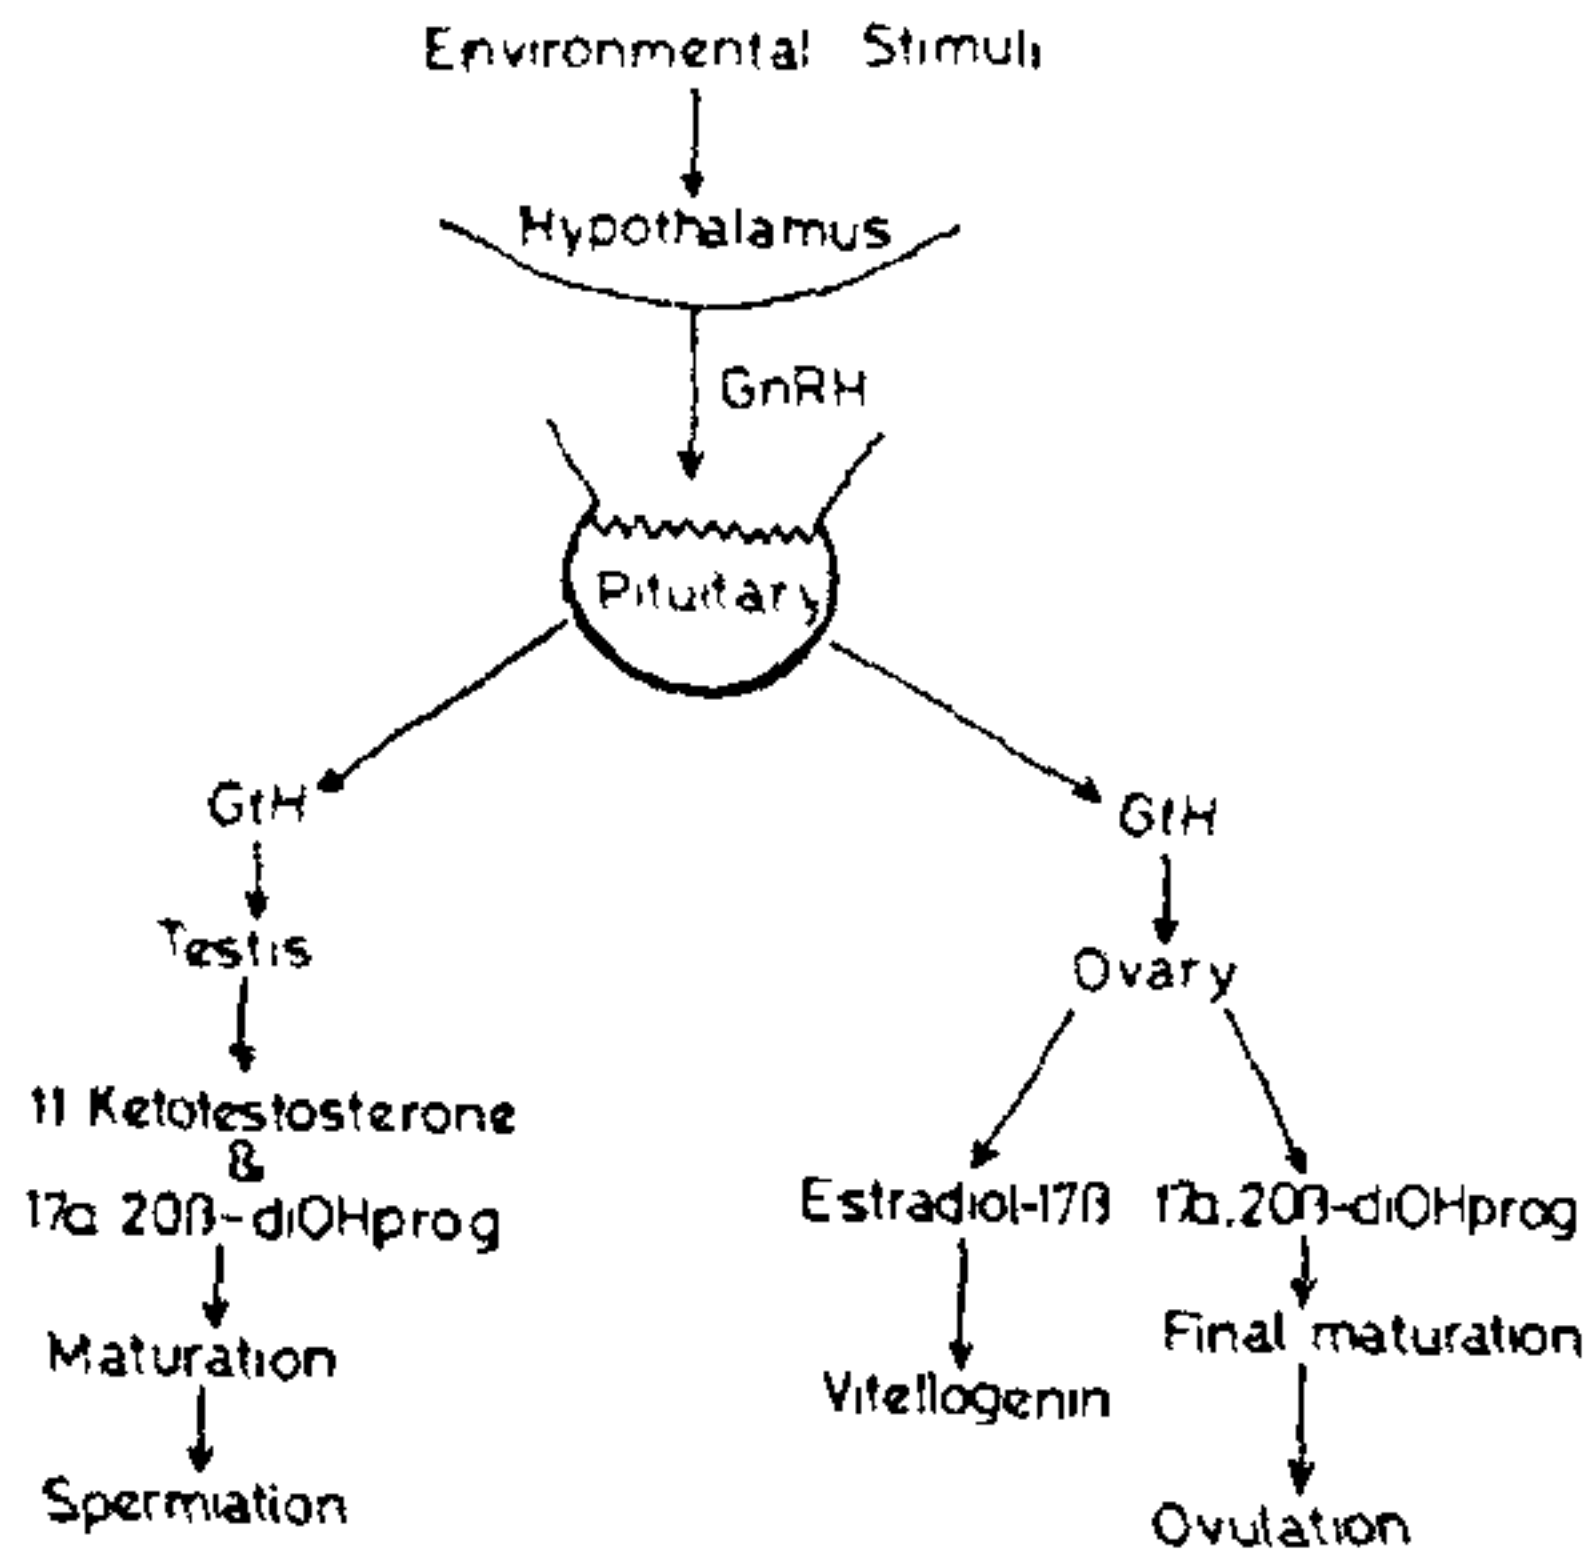 Environmental Stimuli
Hypothalamus
GnRH
Pituitary
GtH
GtH
Testis
Ovary
11 Ketotestosterone
&
17α 20β-diOHprog
Estradiol-17β
17α,20β-diOHprog
Maturation
Final maturation
Vitellogenin
Spermiation
Ovulation